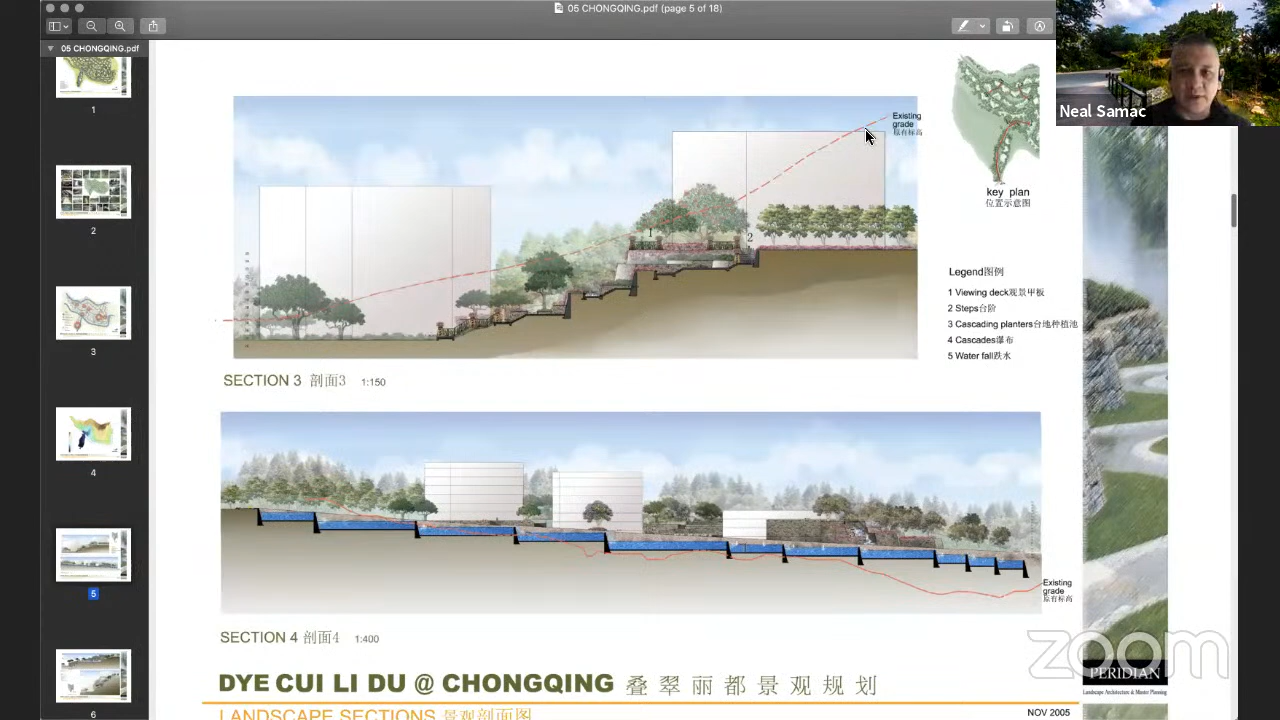 05 CHONGQING.pdf (page 5 of 18)
05 CHONGQING.pdf
1
2
3
4
5
6
Neal Samac
Existing
grade
原有标高
1
2
key plan
位置示意图
Legend图例
1 Viewing deck观景甲板
2 Steps台阶
3 Cascading planters台地种植池
4 Cascades瀑布
5 Water fall跌水
SECTION 3 剖面3 1:150
Existing
grade
原有标高
SECTION 4 剖面4 1:400
zoom
PERIDIAN
Landscape Architecture & Master Planning
DYE CUI LI DU @ CHONGQING 叠翠丽都景观规划
LANDSCAPE SECTIONS 景观剖面图
NOV 2005